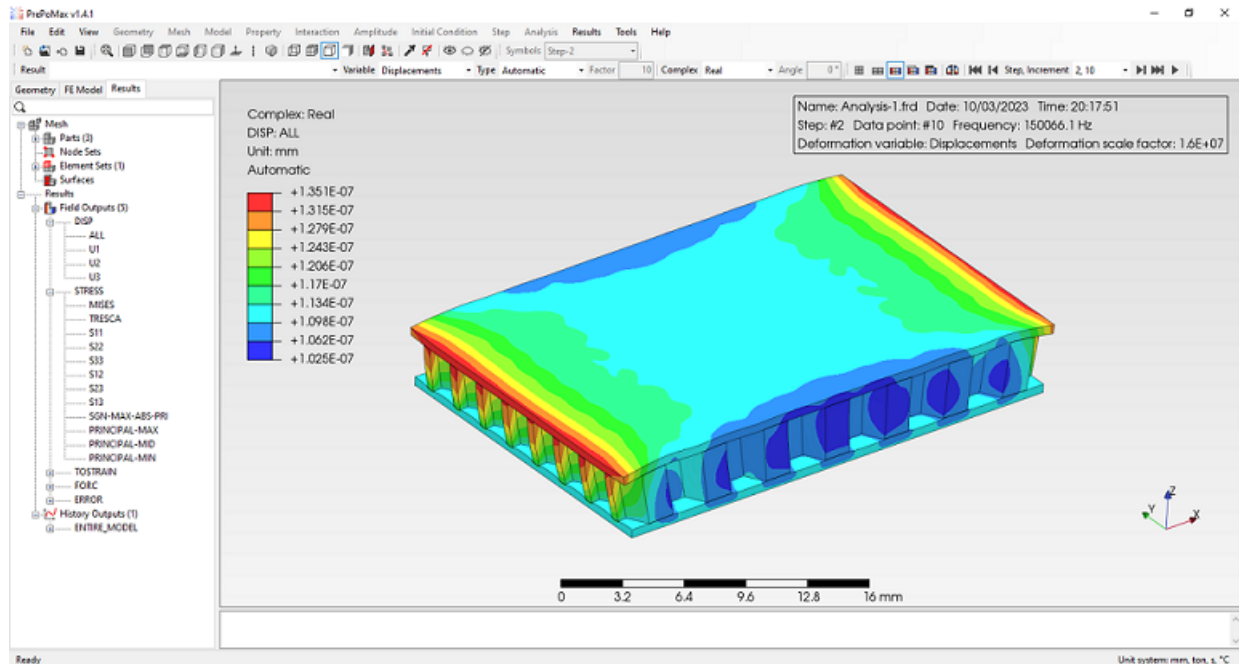 PrePoMax v1.4.1
File Edit View Geometry Mesh Model Property Interaction Amplitude Initial Condition Step Analysis Results Tools Help
Symbols Step-2
Result Variable Displacements Type Automatic Factor 10 Complex Real Angle 0° Step, Increment 2, 10
Geometry FE Model Results
Mesh
Parts (3)
Node Sets
Element Sets (1)
Surfaces
Results
Field Outputs (5)
DISP
ALL
U1
U2
U3
STRESS
MISES
TRESCA
S11
S22
S33
S12
S23
S13
SGN-MAX-ABS-PRI
PRINCIPAL-MAX
PRINCIPAL-MID
PRINCIPAL-MIN
TOSTRAIN
FORC
ERROR
History Outputs (1)
ENTIRE_MODEL
Complex: Real
DISP: ALL
Unit: mm
Automatic
+1.351E-07
+1.315E-07
+1.279E-07
+1.243E-07
+1.206E-07
+1.17E-07
+1.134E-07
+1.098E-07
+1.062E-07
+1.025E-07
Name: Analysis-1.frd Date: 10/03/2023 Time: 20:17:51
Step: #2 Data point: #10 Frequency: 150066.1 Hz
Deformation variable: Displacements Deformation scale factor: 1.6E+07
Z
Y
X
0 3.2 6.4 9.6 12.8 16 mm
Ready
Unit system: mm, ton, s, °C